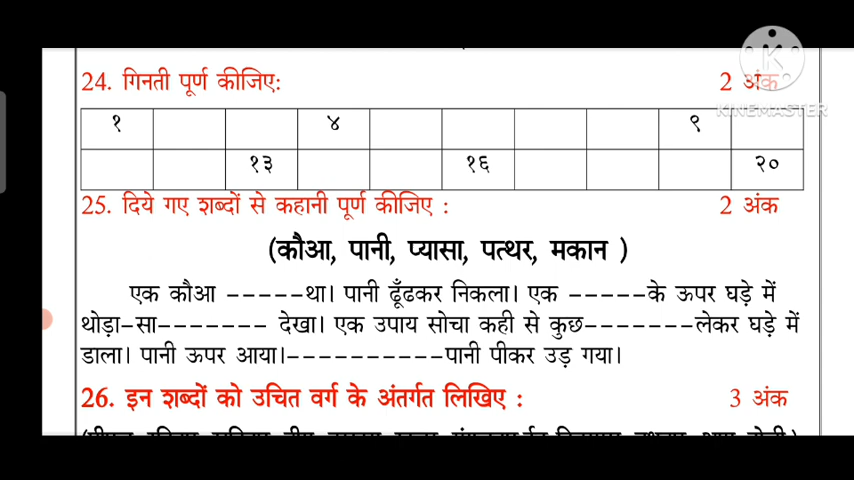 24. गिनती पूर्ण कीजिए: 2 अंक
KINEMASTER
१ ४ ९
१३ १६ २०
25. दिये गए शब्दों से कहानी पूर्ण कीजिए : 2 अंक
(कौआ, पानी, प्यासा, पत्थर, मकान )
एक कौआ -----था। पानी ढूँढकर निकला। एक -----के ऊपर घड़े में
थोड़ा-सा------- देखा। एक उपाय सोचा कही से कुछ-------लेकर घड़े में
डाला। पानी ऊपर आया।----------पानी पीकर उड़ गया।
26. इन शब्दों को उचित वर्ग के अंतर्गत लिखिए : 3 अंक